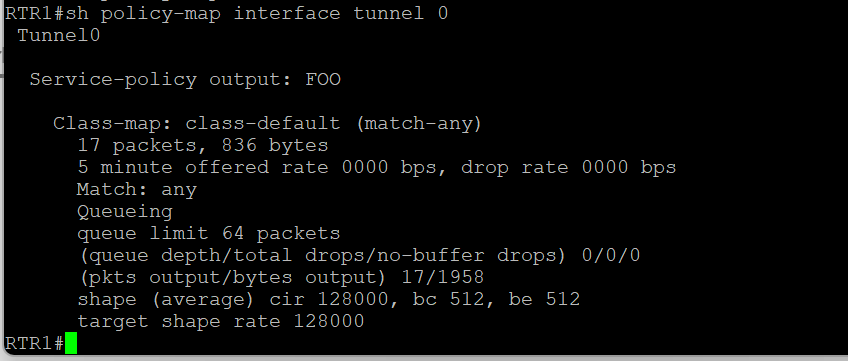 RTR1#sh policy-map interface tunnel 0
Tunnel0
Service-policy output: FOO
Class-map: class-default (match-any)
17 packets, 836 bytes
5 minute offered rate 0000 bps, drop rate 0000 bps
Match: any
Queueing
queue limit 64 packets
(queue depth/total drops/no-buffer drops) 0/0/0
(pkts output/bytes output) 17/1958
shape (average) cir 128000, bc 512, be 512
target shape rate 128000
RTR1#